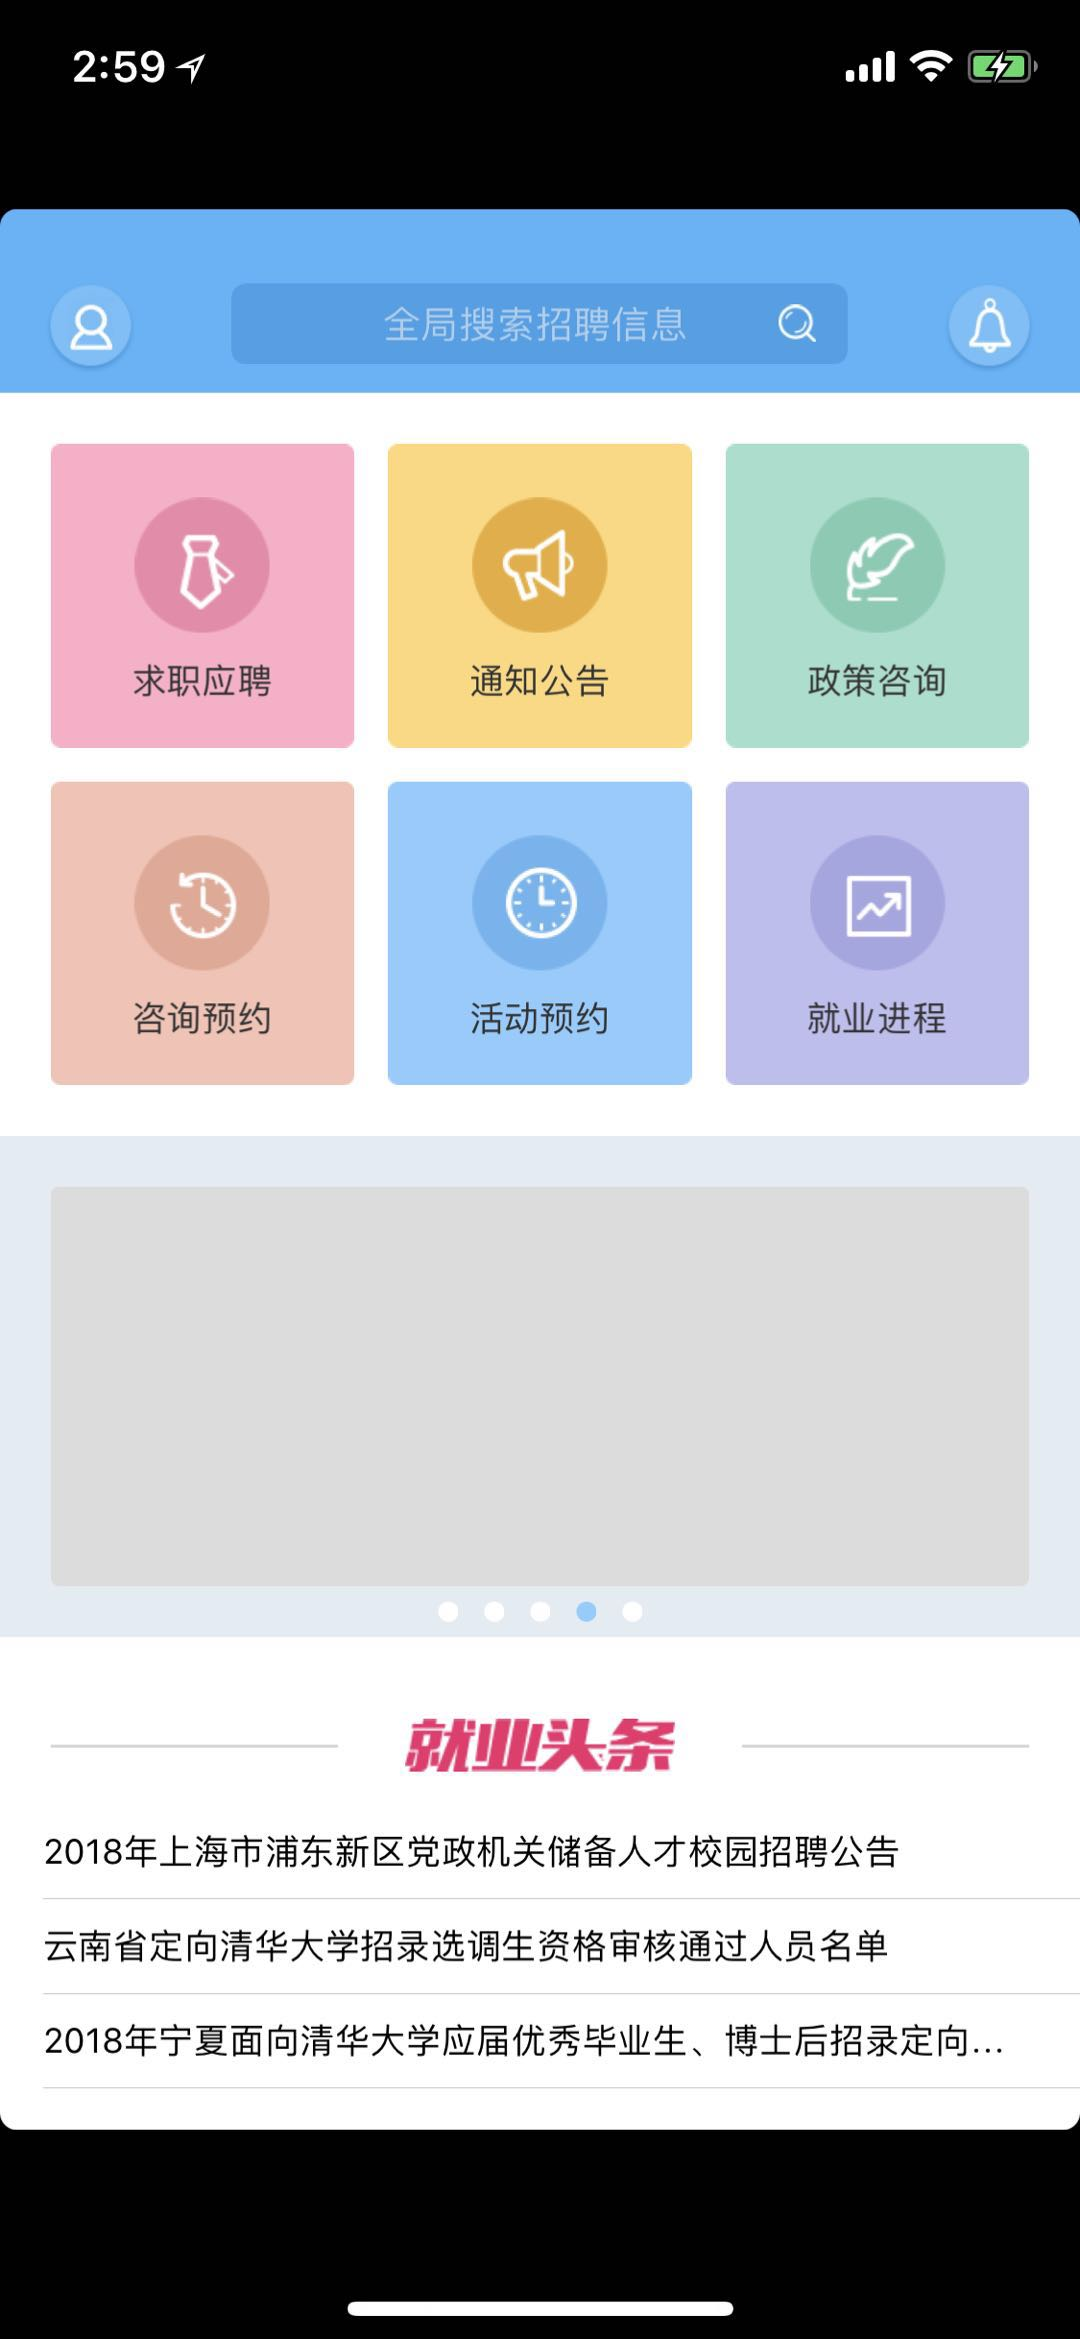 2:59
全局搜索招聘信息
求职应聘
通知公告
政策咨询
咨询预约
活动预约
就业进程
就业头条
2018年上海市浦东新区党政机关储备人才校园招聘公告
云南省定向清华大学招录选调生资格审核通过人员名单
2018年宁夏面向清华大学应届优秀毕业生、博士后招录定向...